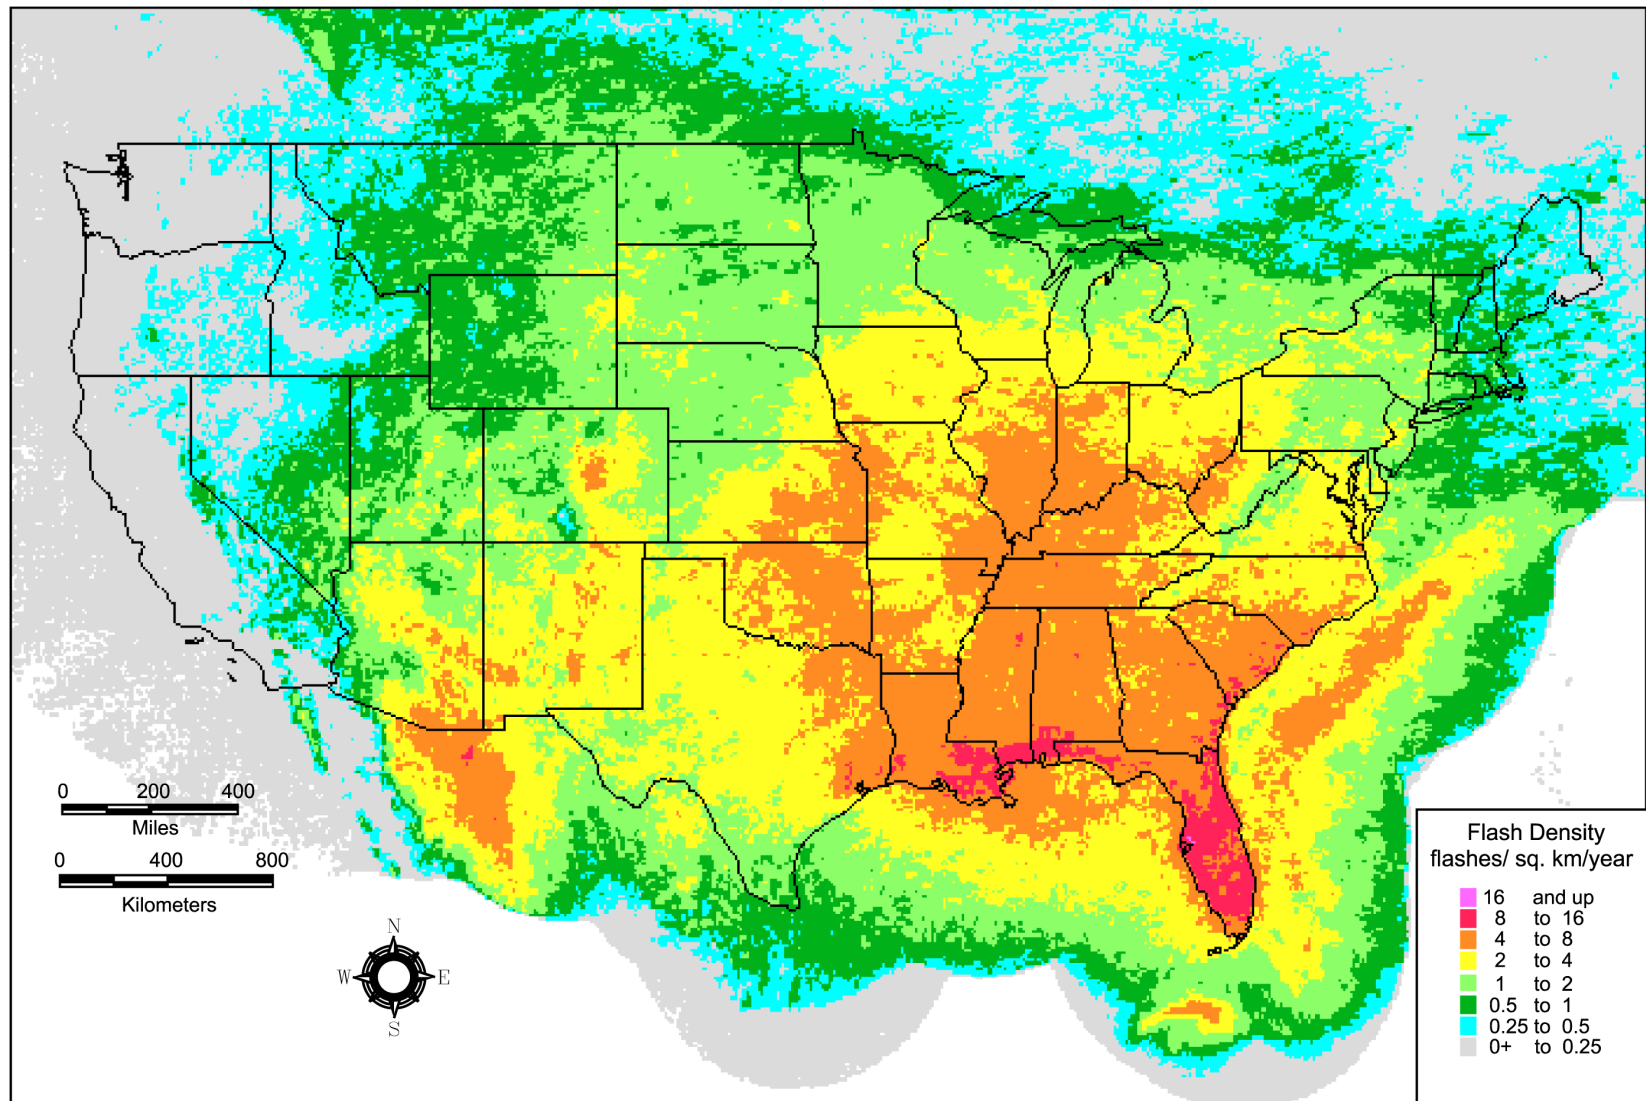 0 200 400
Miles
0 400 800
Kilometers
N
W E
S
Flash Density
flashes/ sq. km/year
16 and up
8 to 16
4 to 8
2 to 4
1 to 2
0.5 to 1
0.25 to 0.5
0+ to 0.25